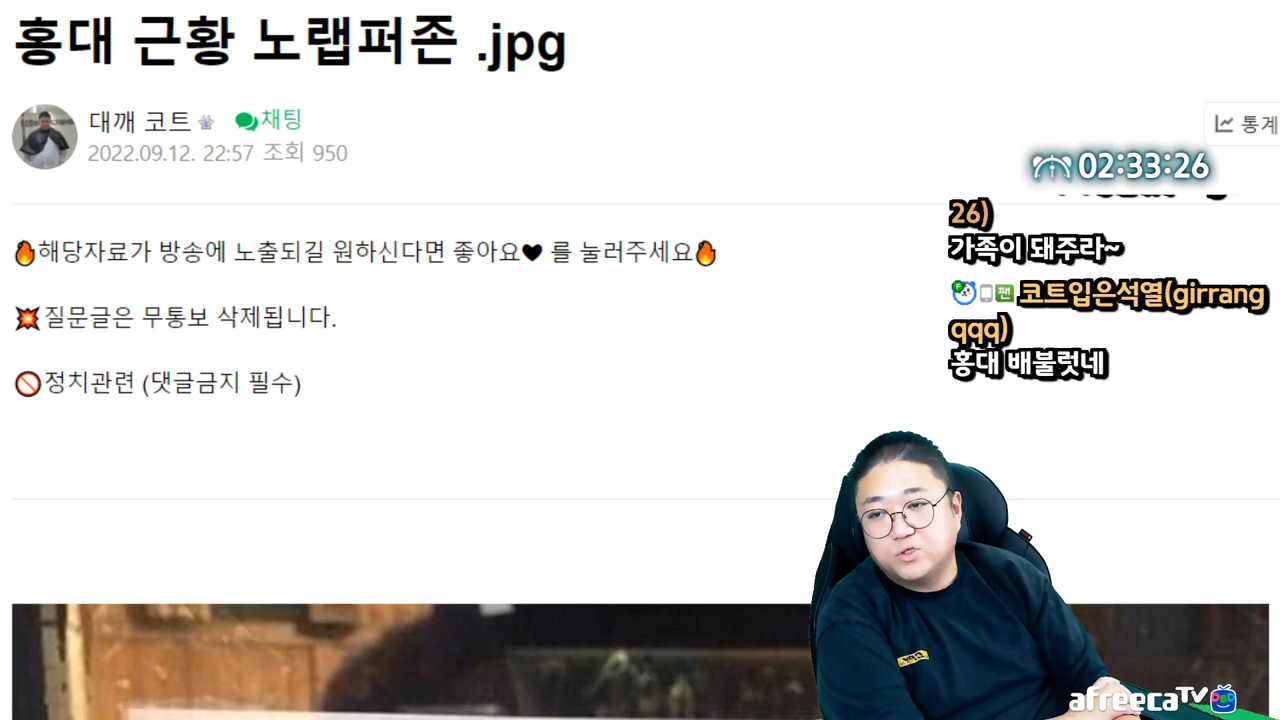 홍대 근황 노랩퍼존 .jpg
대깨 코트 채팅
2022.09.12. 22:57 조회 950
통계
02:33:26
26)
가족이 돼주라~
🔥해당자료가 방송에 노출되길 원하신다면 좋아요🖤 를 눌러주세요🔥
팬 코트입은석열(girrang
qqq)
홍대 배불럿네
💥질문글은 무통보 삭제됩니다.
🚫정치관련 (댓글금지 필수)
afreecaTV